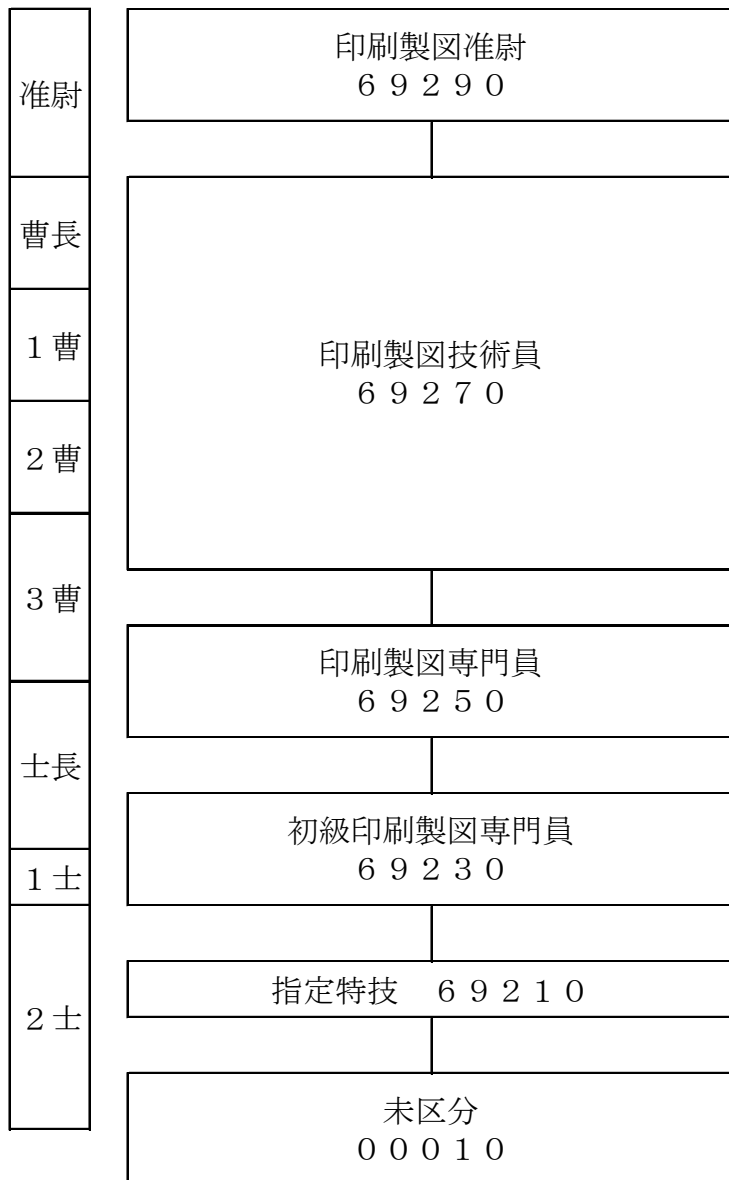 准尉
印刷製図准尉
６９２９０
曹長
１曹
印刷製図技術員
６９２７０
２曹
３曹
印刷製図専門員
６９２５０
士長
初級印刷製図専門員
６９２３０
１士
指定特技　６９２１０
２士
未区分
０００１０